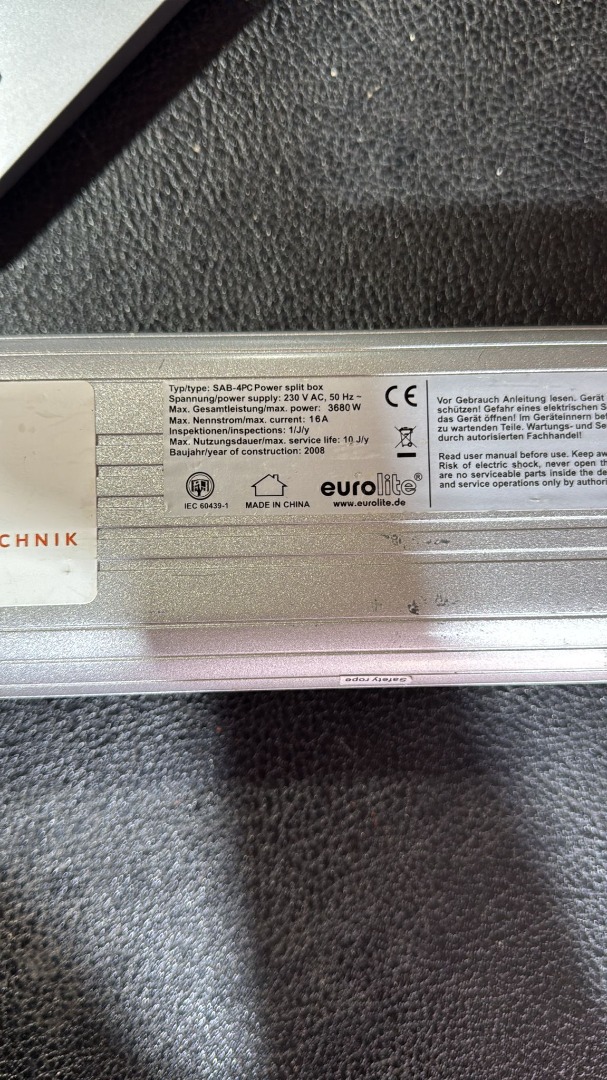 Typ/type: SAB-4PC Power split box
Spannung/power supply: 230 V AC, 50 Hz ~
Max. Gesamtleistung/max. power: 3680 W
Max. Nennstrom/max. current: 16 A
Inspektionen/inspections: 1/J/y
Max. Nutzungsdauer/max. service life: 10 J/y
Baujahr/year of construction: 2008
IEC 60439-1
MADE IN CHINA
eurolite®
www.eurolite.de
CE
Vor Gebrauch Anleitung lesen. Gerät
schützen! Gefahr eines elektrischen
das Gerät öffnen! Im Geräteinnern
zu wartenden Teile. Wartungs- und
durch autorisierten Fachhandel!
Read user manual before use. Keep
Risk of electric shock, never open
are no serviceable parts inside the
and service operations only by
CHNIK
Safety rope